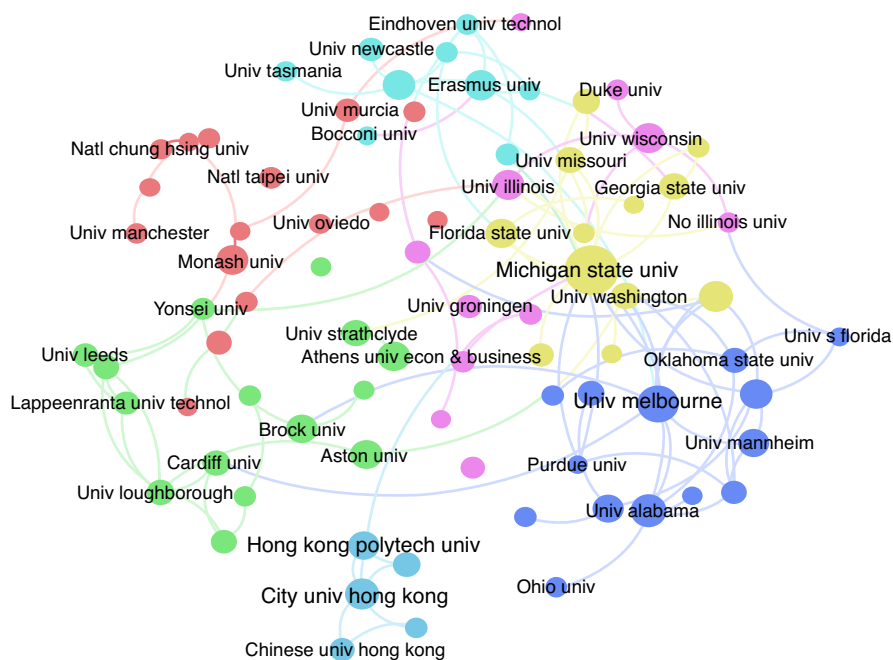 Eindhoven univ technol
Univ newcastle
Univ tasmania
Erasmus univ
Duke univ
Univ murcia
Bocconi univ
Univ wisconsin
Natl chung hsing univ
Univ missouri
Natl taipei univ
Univ illinois
Georgia state univ
Univ manchester
Univ oviedo
Florida state univ
No illinois univ
Monash univ
Michigan state univ
Yonsei univ
Univ groningen
Univ washington
Univ strathclyde
Univ s florida
Univ leeds
Athens univ econ & business
Oklahoma state univ
Lappeenranta univ technol
Univ melbourne
Brock univ
Univ mannheim
Cardiff univ
Aston univ
Purdue univ
Univ loughborough
Univ alabama
Hong kong polytech univ
Ohio univ
City univ hong kong
Chinese univ hong kong